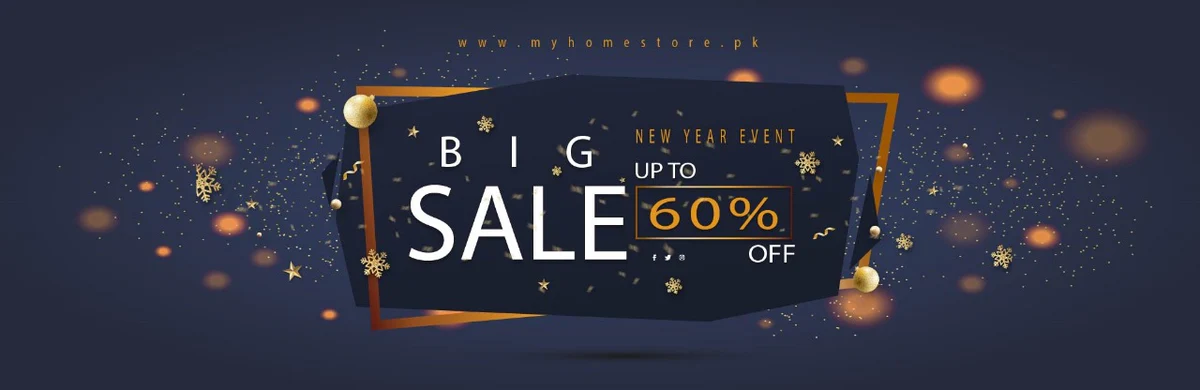 www.myhomestore.pk
BIG
SALE
NEW YEAR EVENT
UP TO
60%
OFF